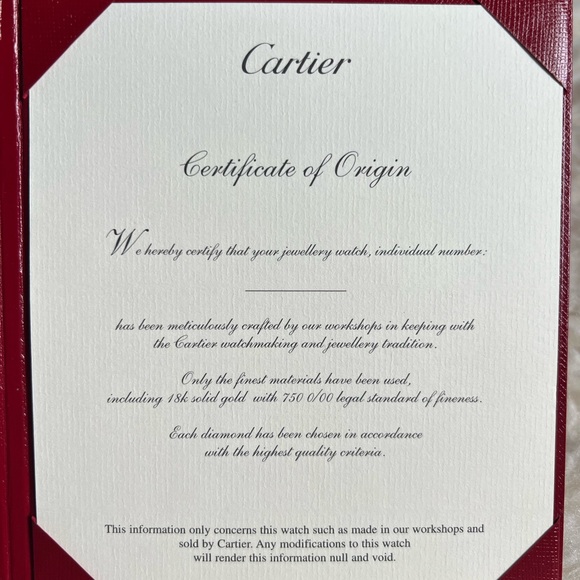 Cartier
Certificate of Origin
We hereby certify that your jewellery watch, individual number:
has been meticulously crafted by our workshops in keeping with
the Cartier watchmaking and jewellery tradition.
Only the finest materials have been used,
including 18k solid gold with 750 0/00 legal standard of fineness.
Each diamond has been chosen in accordance
with the highest quality criteria.
This information only concerns this watch such as made in our workshops and
sold by Cartier. Any modifications to this watch
will render this information null and void.